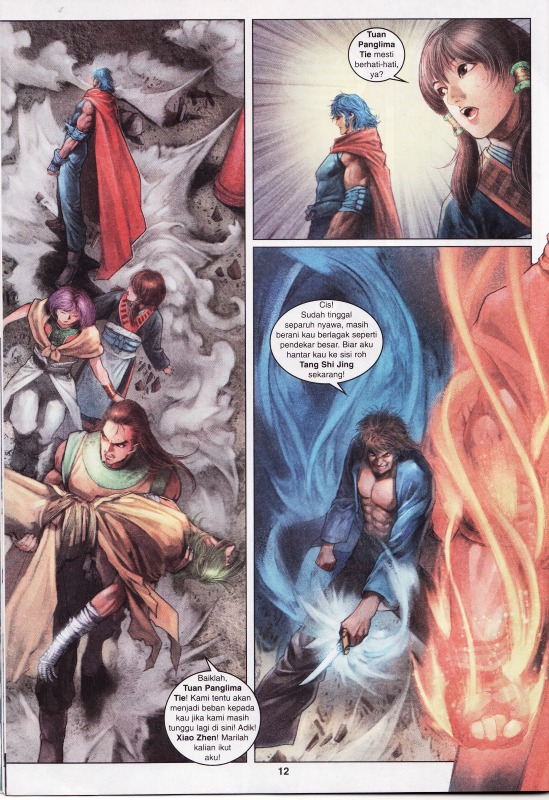 Baiklah,
Tuan Panglima
Tie! Kami tentu akan
menjadi beban kepada
kau jika kami masih
tunggu lagi di sini! Adik!
Xiao Zhen! Marilah
kalian ikut
aku!
Tuan
Panglima
Tie mesti
berhati-hati,
ya?
Cis!
Sudah tinggal
separuh nyawa, masih
berani kau berlagak seperti
pendekar besar. Biar aku
hantar kau ke sisi roh
Tang Shi Jing
sekarang!
12